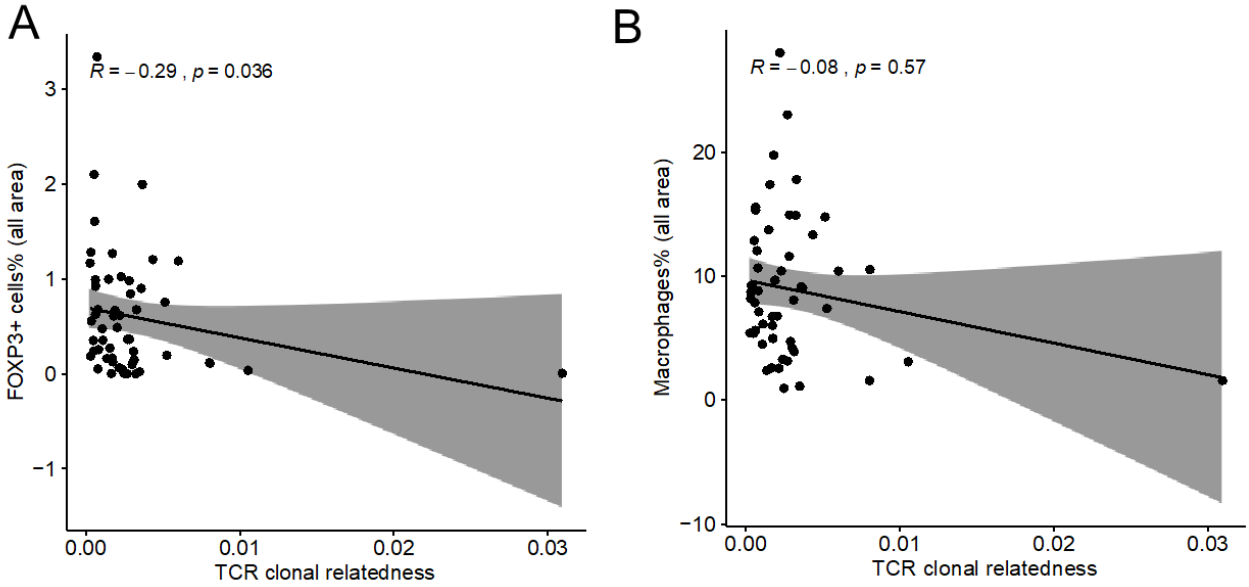 A
R = −0.29 , p = 0.036
FOXP3+ cells% (all area)
3
2
1
0
−1
0.00 0.01 0.02 0.03
TCR clonal relatedness
B
R = −0.08 , p = 0.57
Macrophages% (all area)
20
10
0
−10
0.00 0.01 0.02 0.03
TCR clonal relatedness